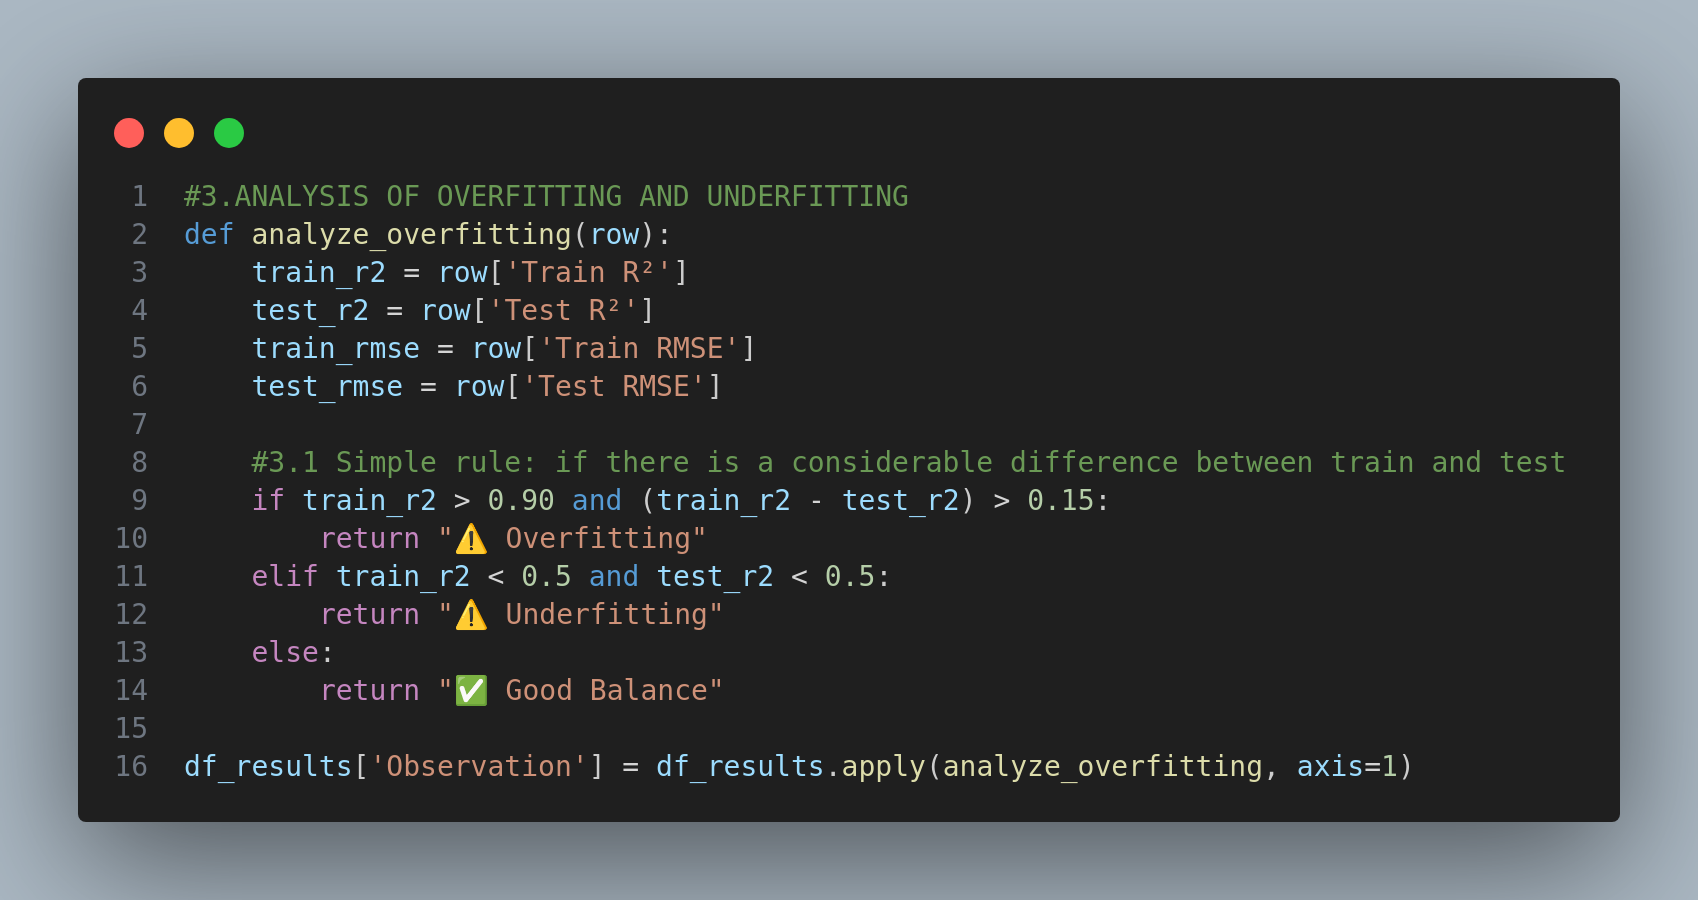 1 #3.ANALYSIS OF OVERFITTING AND UNDERFITTING
2 def analyze_overfitting(row):
3     train_r2 = row['Train R²']
4     test_r2 = row['Test R²']
5     train_rmse = row['Train RMSE']
6     test_rmse = row['Test RMSE']
7
8     #3.1 Simple rule: if there is a considerable difference between train and test
9     if train_r2 > 0.90 and (train_r2 - test_r2) > 0.15:
10         return "⚠️ Overfitting"
11     elif train_r2 < 0.5 and test_r2 < 0.5:
12         return "⚠️ Underfitting"
13     else:
14         return "✅ Good Balance"
15
16 df_results['Observation'] = df_results.apply(analyze_overfitting, axis=1)